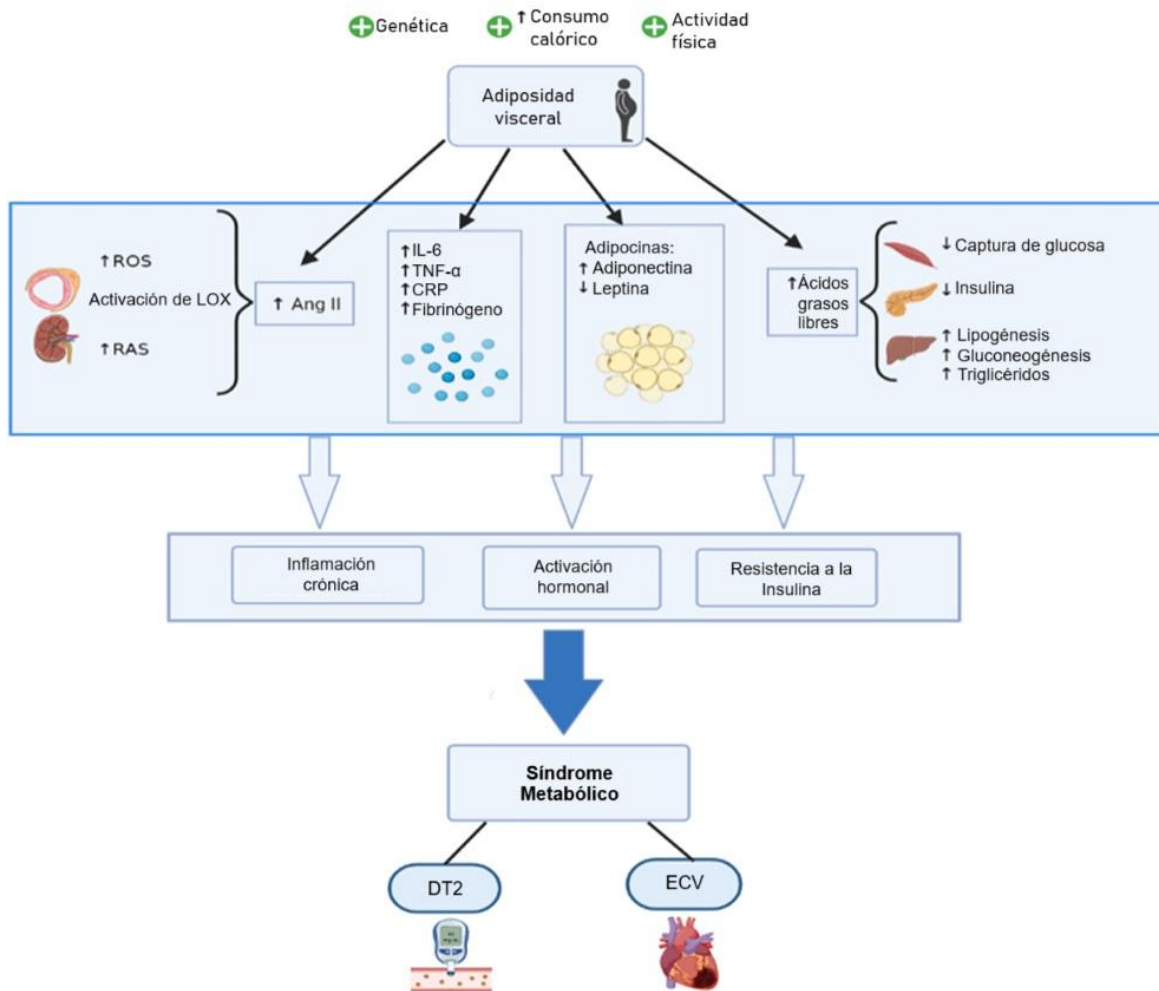 Genética
↑ Consumo
calórico
Actividad
física
Adiposidad
visceral
↑ROS
Activación de LOX
↑RAS
↑ Ang II
↑IL-6
↑TNF-α
↑CRP
↑Fibrinógeno
Adipocinas:
↑ Adiponectina
↓ Leptina
↑Ácidos
grasos
libres
↓ Captura de glucosa
↓ Insulina
↑ Lipogénesis
↑ Gluconeogénesis
↑ Triglicéridos
Inflamación
crónica
Activación
hormonal
Resistencia a la
Insulina
Síndrome
Metabólico
DT2
ECV